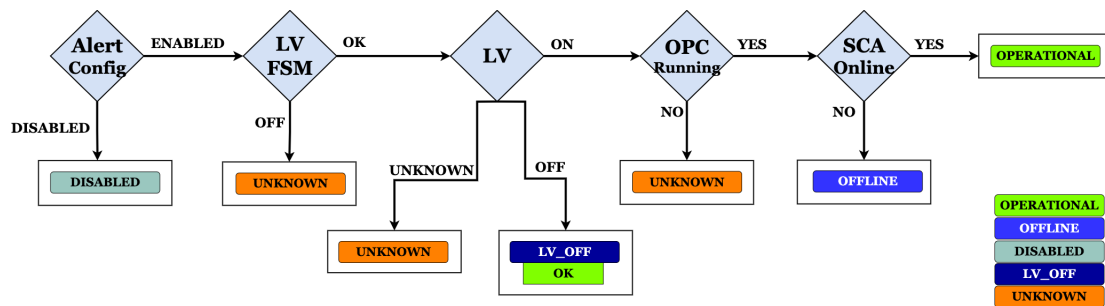 Alert
Config
ENABLED
LV
FSM
OK
LV
ON
OPC
Running
YES
SCA
Online
YES
OPERATIONAL
DISABLED
OFF
NO
NO
UNKNOWN
OFF
DISABLED
UNKNOWN
UNKNOWN
OFFLINE
UNKNOWN
LV_OFF
OK
OPERATIONAL
OFFLINE
DISABLED
LV_OFF
UNKNOWN